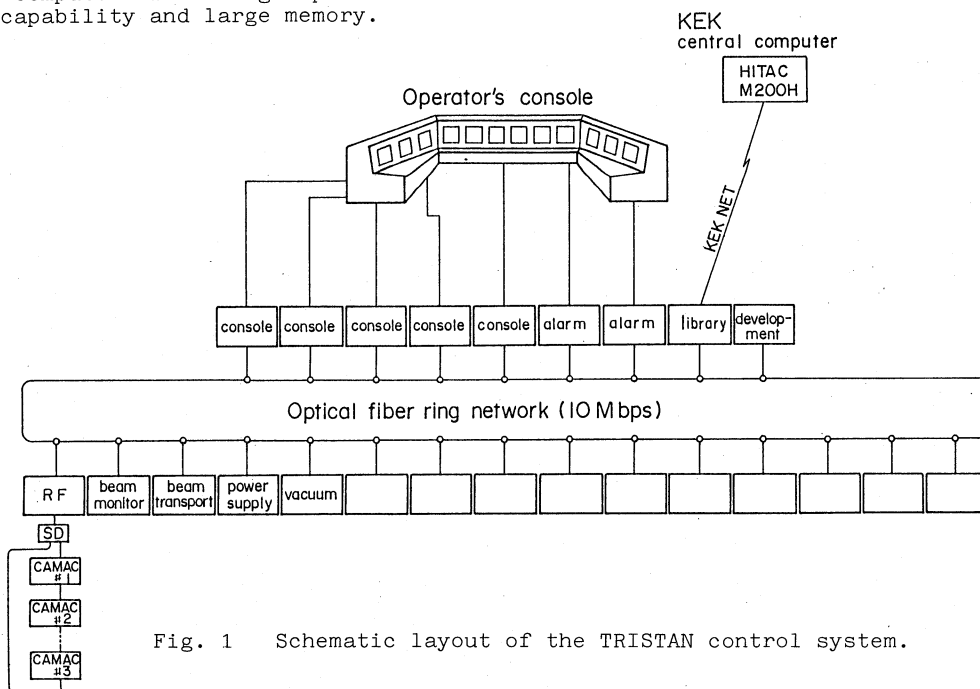 capability and large memory.
KEK
central computer
HITAC
M200H
Operator's console
KEK NET
console
console
console
console
console
alarm
alarm
library
develop-
ment
Optical fiber ring network (10 Mbps)
RF
beam
monitor
beam
transport
power
supply
vacuum
SD
CAMAC
#1
CAMAC
#2
CAMAC
#3
Fig. 1 Schematic layout of the TRISTAN control system.